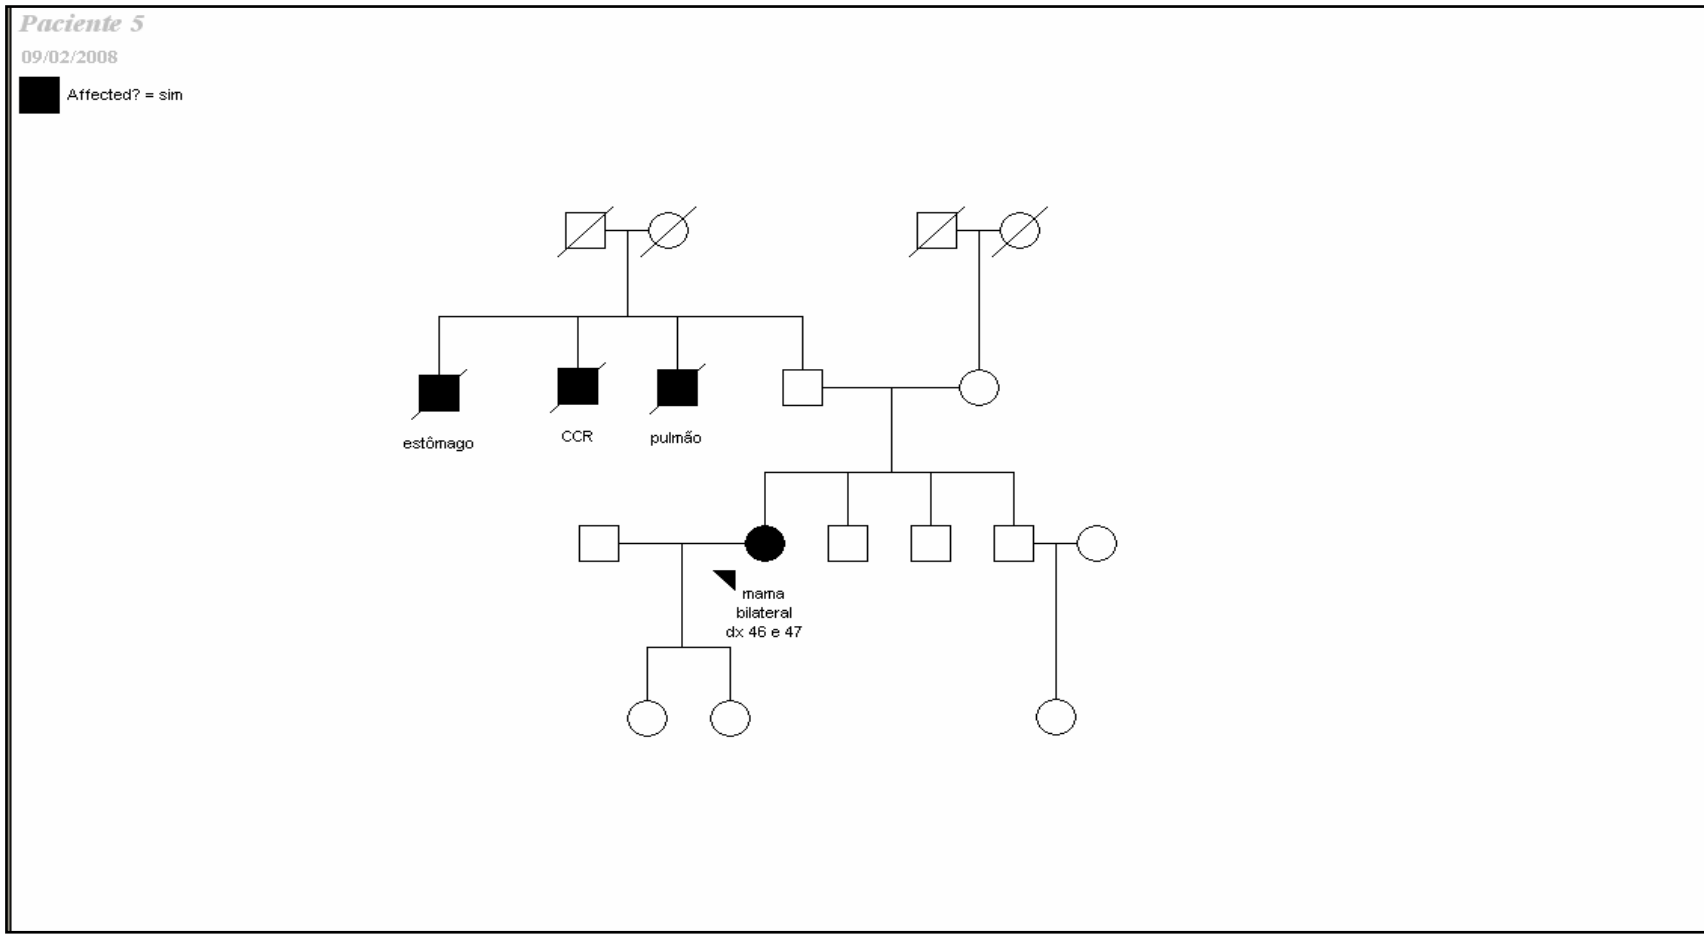 Paciente 5
09/02/2008
Affected? = sim
estômago
CCR
pulmão
mama
bilateral
dx 46 e 47